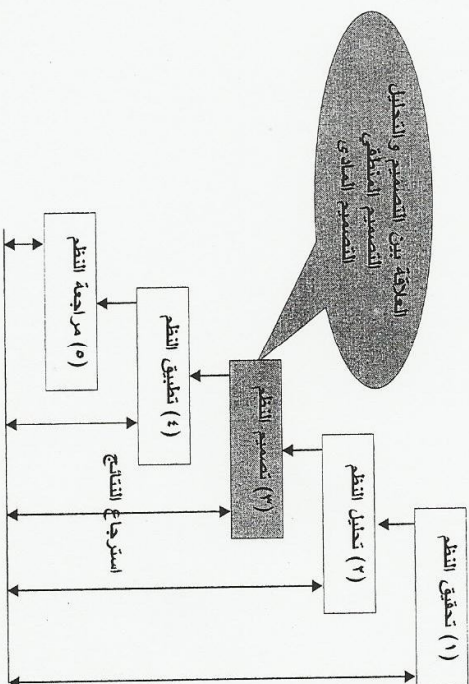 العلاقة بين التصميم والتحليل
التصميم المنطقي
التصميم المادى
(١) تحقيق النظم
(٢) تحليل النظم
(٣) تصميم النظم
(٤) تطبيق النظم
(٥) مراجعة النظم
استرجاع النتائج